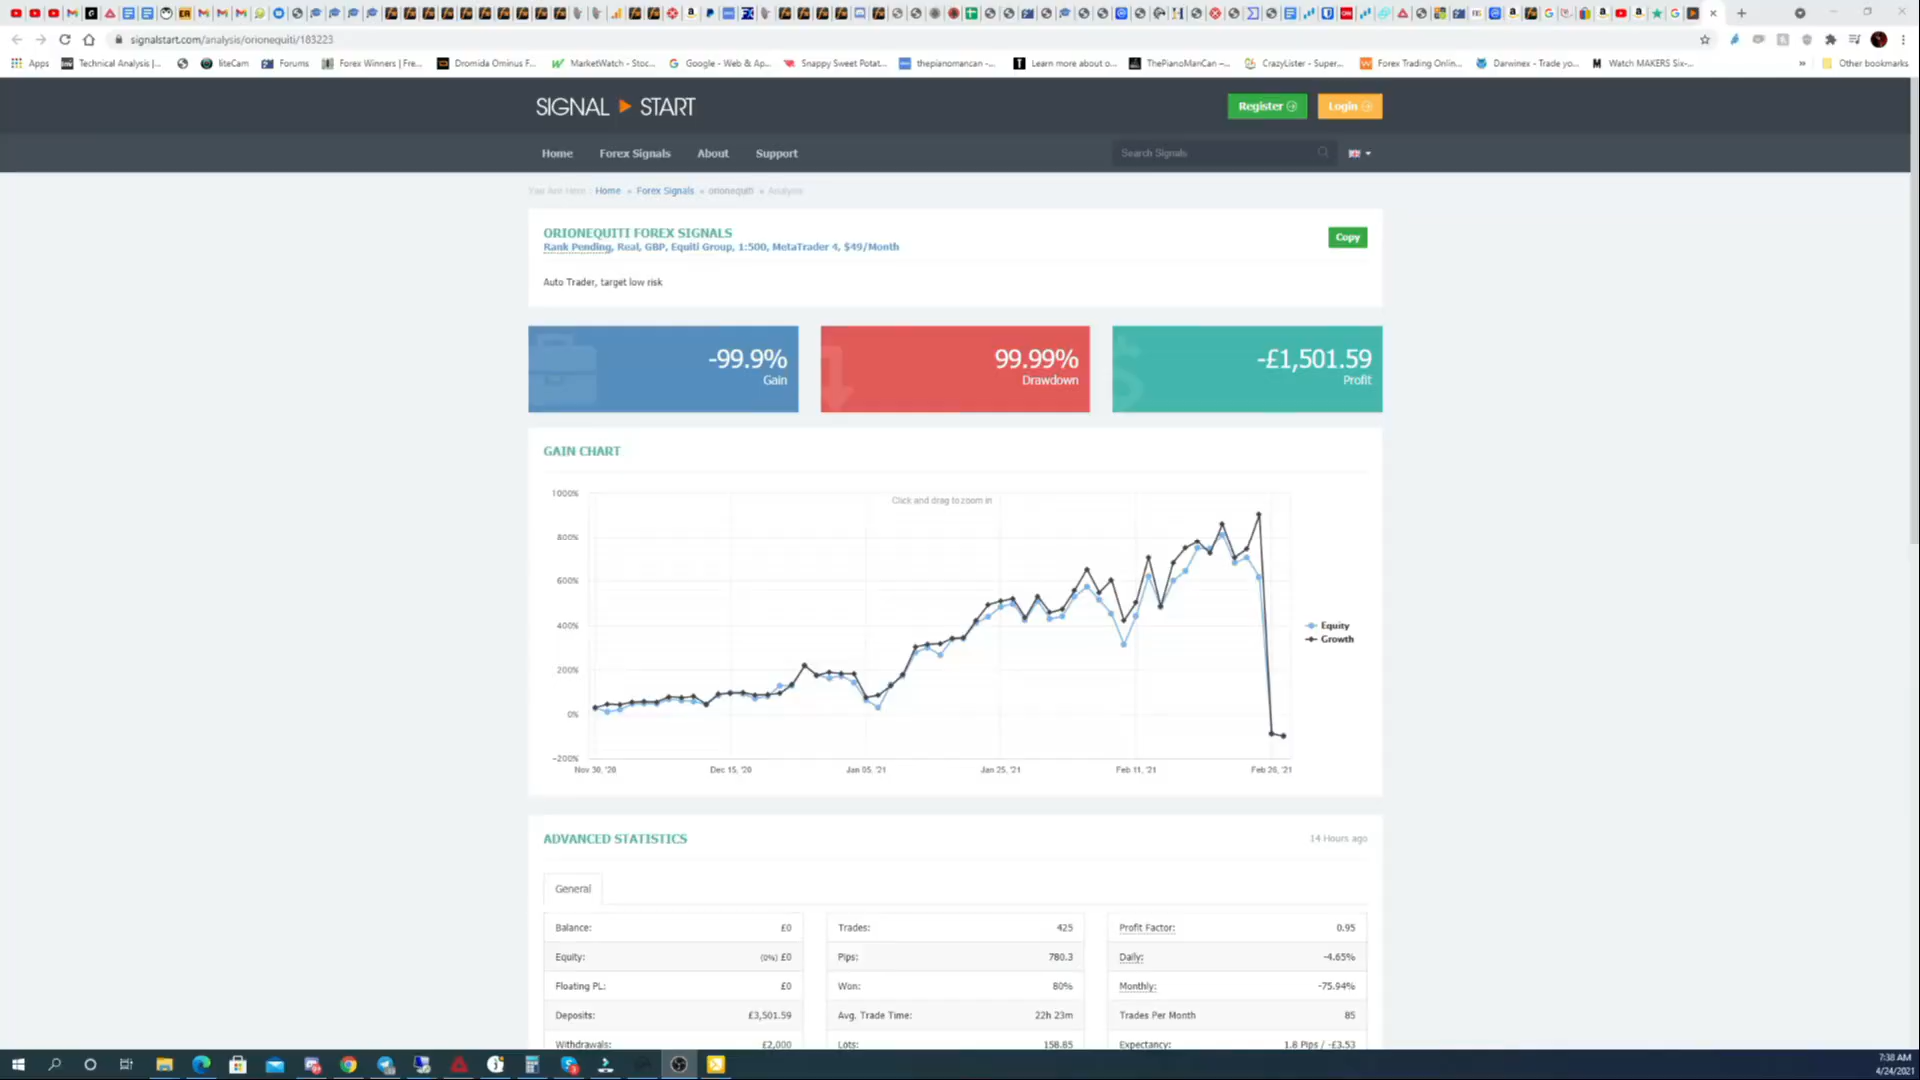 signalstart.com/analysis/orionequiti/183223
Apps
Technical Analysis |...
liteCam
Forums
Forex Winners | Fre...
Dromida Ominus F...
MarketWatch - Stoc...
Google - Web & Ap...
Snappy Sweet Potat...
thepianomancan -...
Learn more about o...
ThePianoManCan –...
CrazyLister - Super...
Forex Trading Onlin...
Darwinex - Trade yo...
Watch MAKERS Six-...
»
Other bookmarks
SIGNAL START
Register
Login
Home
Forex Signals
About
Support
Search Signals
You Are Here : Home » Forex Signals » orionequiti » Analysis
ORIONEQUITI FOREX SIGNALS
Rank Pending, Real, GBP, Equiti Group, 1:500, MetaTrader 4, $49/Month
Copy
Auto Trader, target low risk
-99.9%
Gain
99.99%
Drawdown
-£1,501.59
Profit
GAIN CHART
Click and drag to zoom in
1000%
800%
600%
400%
200%
0%
-200%
Nov 30, '20
Dec 15, '20
Jan 05, '21
Jan 25, '21
Feb 11, '21
Feb 26, '21
Equity
Growth
ADVANCED STATISTICS
14 Hours ago
General
Balance: £0
Equity: (0%) £0
Floating PL: £0
Deposits: £3,501.59
Withdrawals: £2,000
Trades: 425
Pips: 780.3
Won: 80%
Avg. Trade Time: 22h 23m
Lots: 158.85
Profit Factor: 0.95
Daily: -4.65%
Monthly: -75.94%
Trades Per Month 85
Expectancy: 1.8 Pips / -£3.53
7:38 AM
4/24/2021